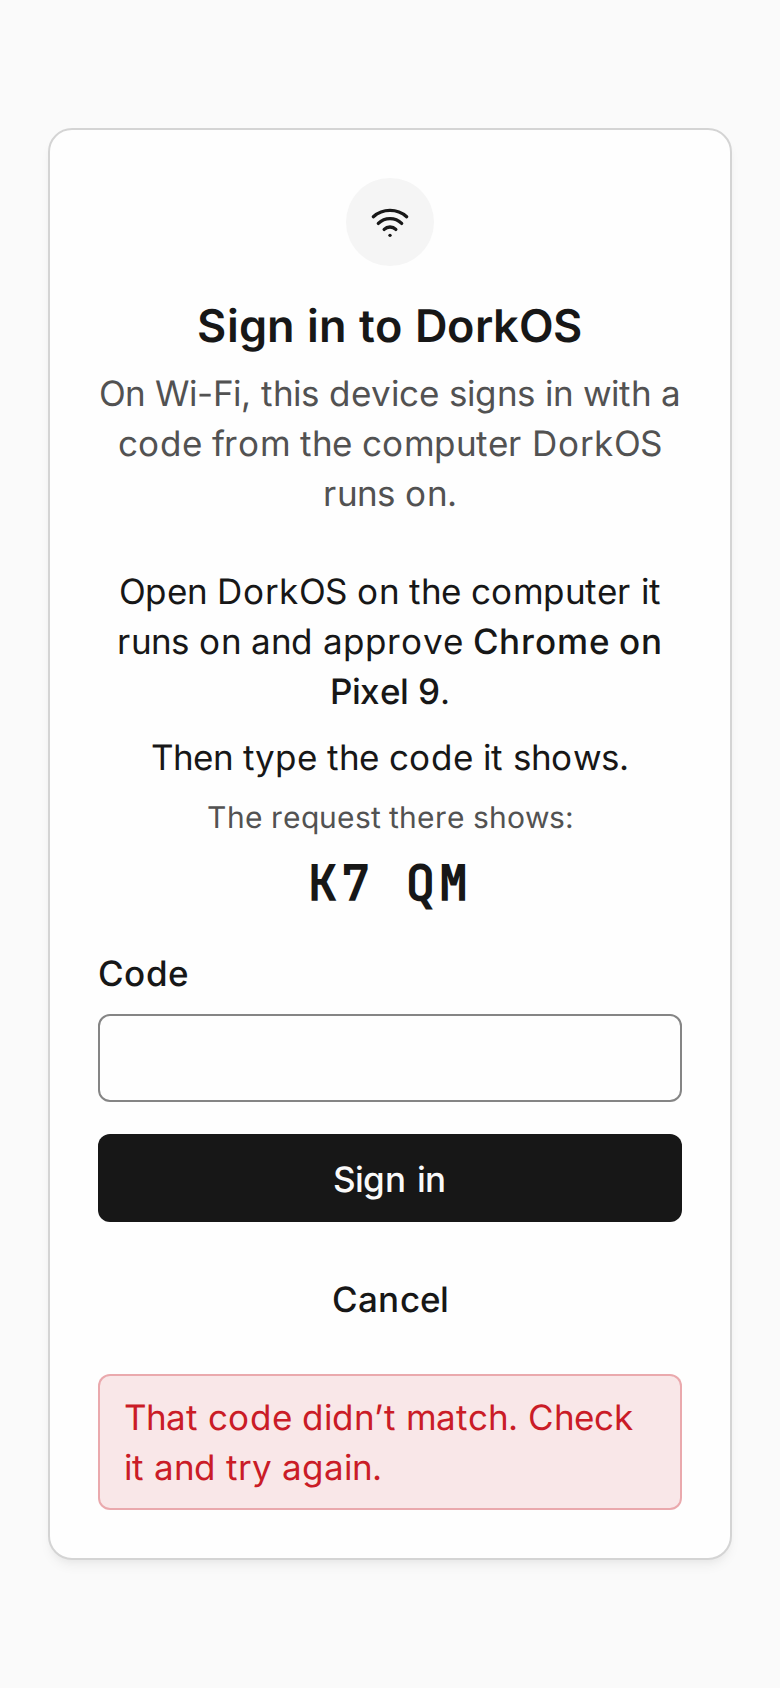 Sign in to DorkOS
On Wi-Fi, this device signs in with a
code from the computer DorkOS
runs on.
Open DorkOS on the computer it
runs on and approve Chrome on
Pixel 9.
Then type the code it shows.
The request there shows:
K7 QM
Code
Sign in
Cancel
That code didn’t match. Check
it and try again.